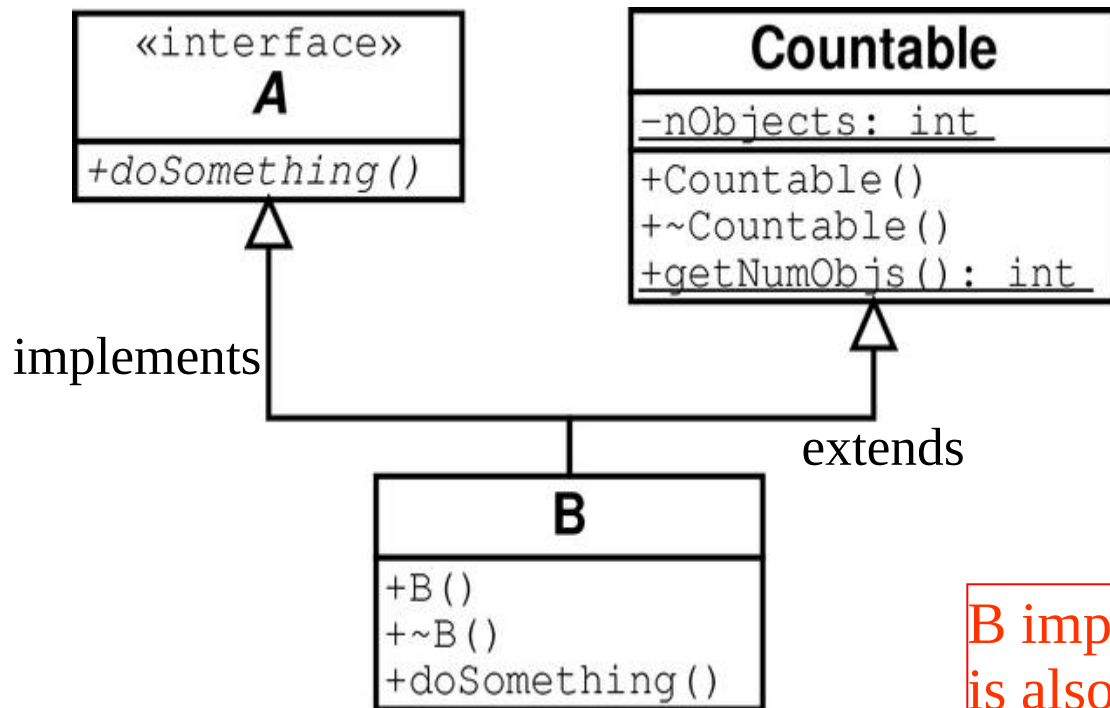 «interface»
A
+doSomething()
Countable
-nObjects: int
+Countable()
+~Countable()
+getNumObjs(): int
implements
extends
B
+B()
+~B()
+doSomething()
B imp
is also